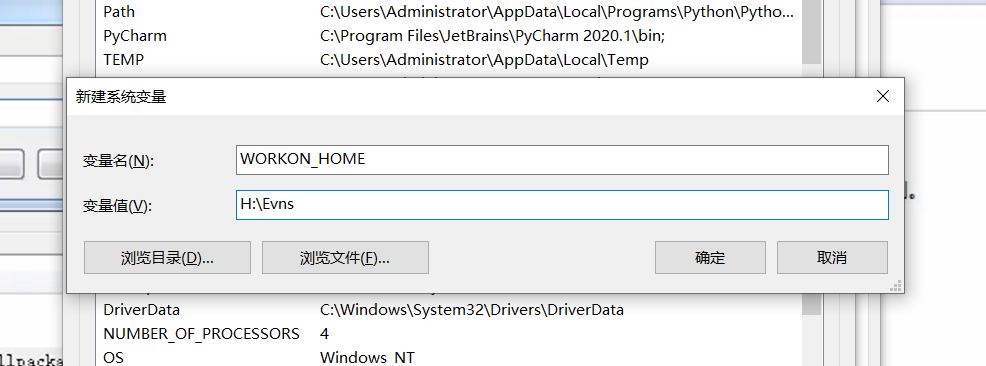 Path C:\Users\Administrator\AppData\Local\Programs\Python\Pytho...
PyCharm C:\Program Files\JetBrains\PyCharm 2020.1\bin;
TEMP C:\Users\Administrator\AppData\Local\Temp
新建系统变量
变量名(N): WORKON_HOME
变量值(V): H:\Evns
浏览目录(D)... 浏览文件(F)... 确定 取消
DriverData C:\Windows\System32\Drivers\DriverData
NUMBER_OF_PROCESSORS 4
OS Windows_NT